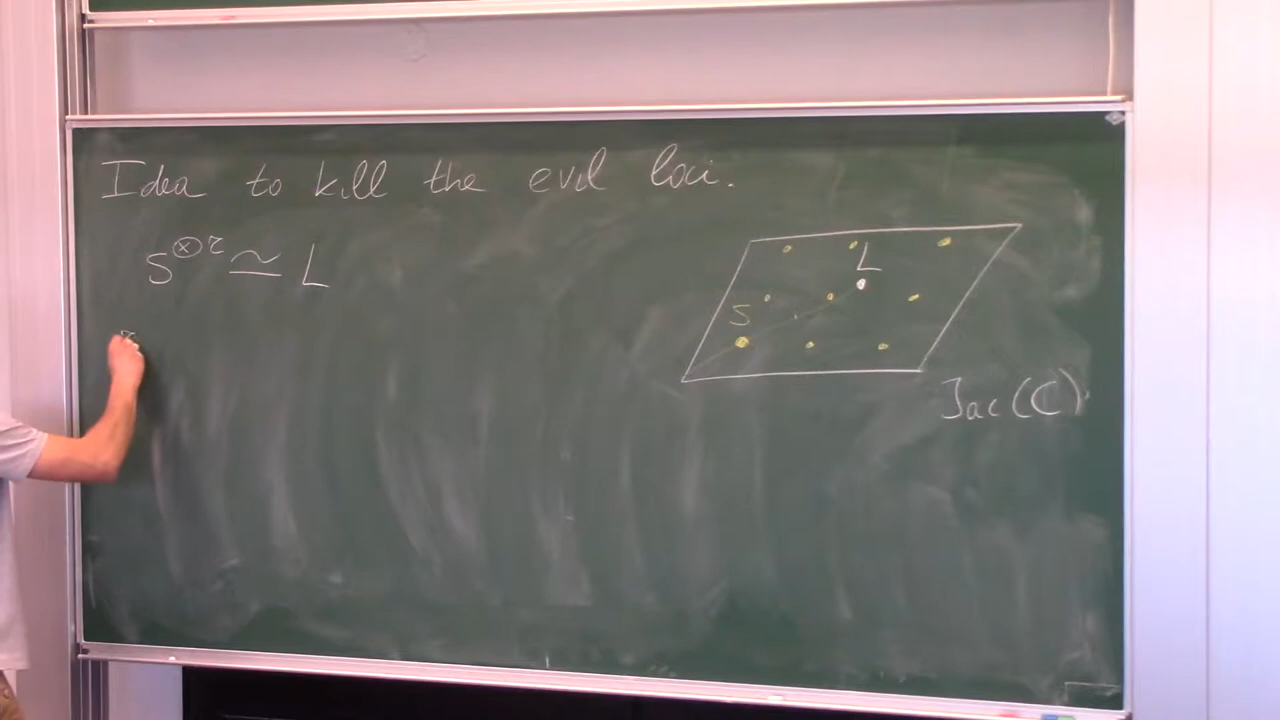 Idea to kill the evil loci.
S^{⊗r} ≃ L
L
S
Jac(C)